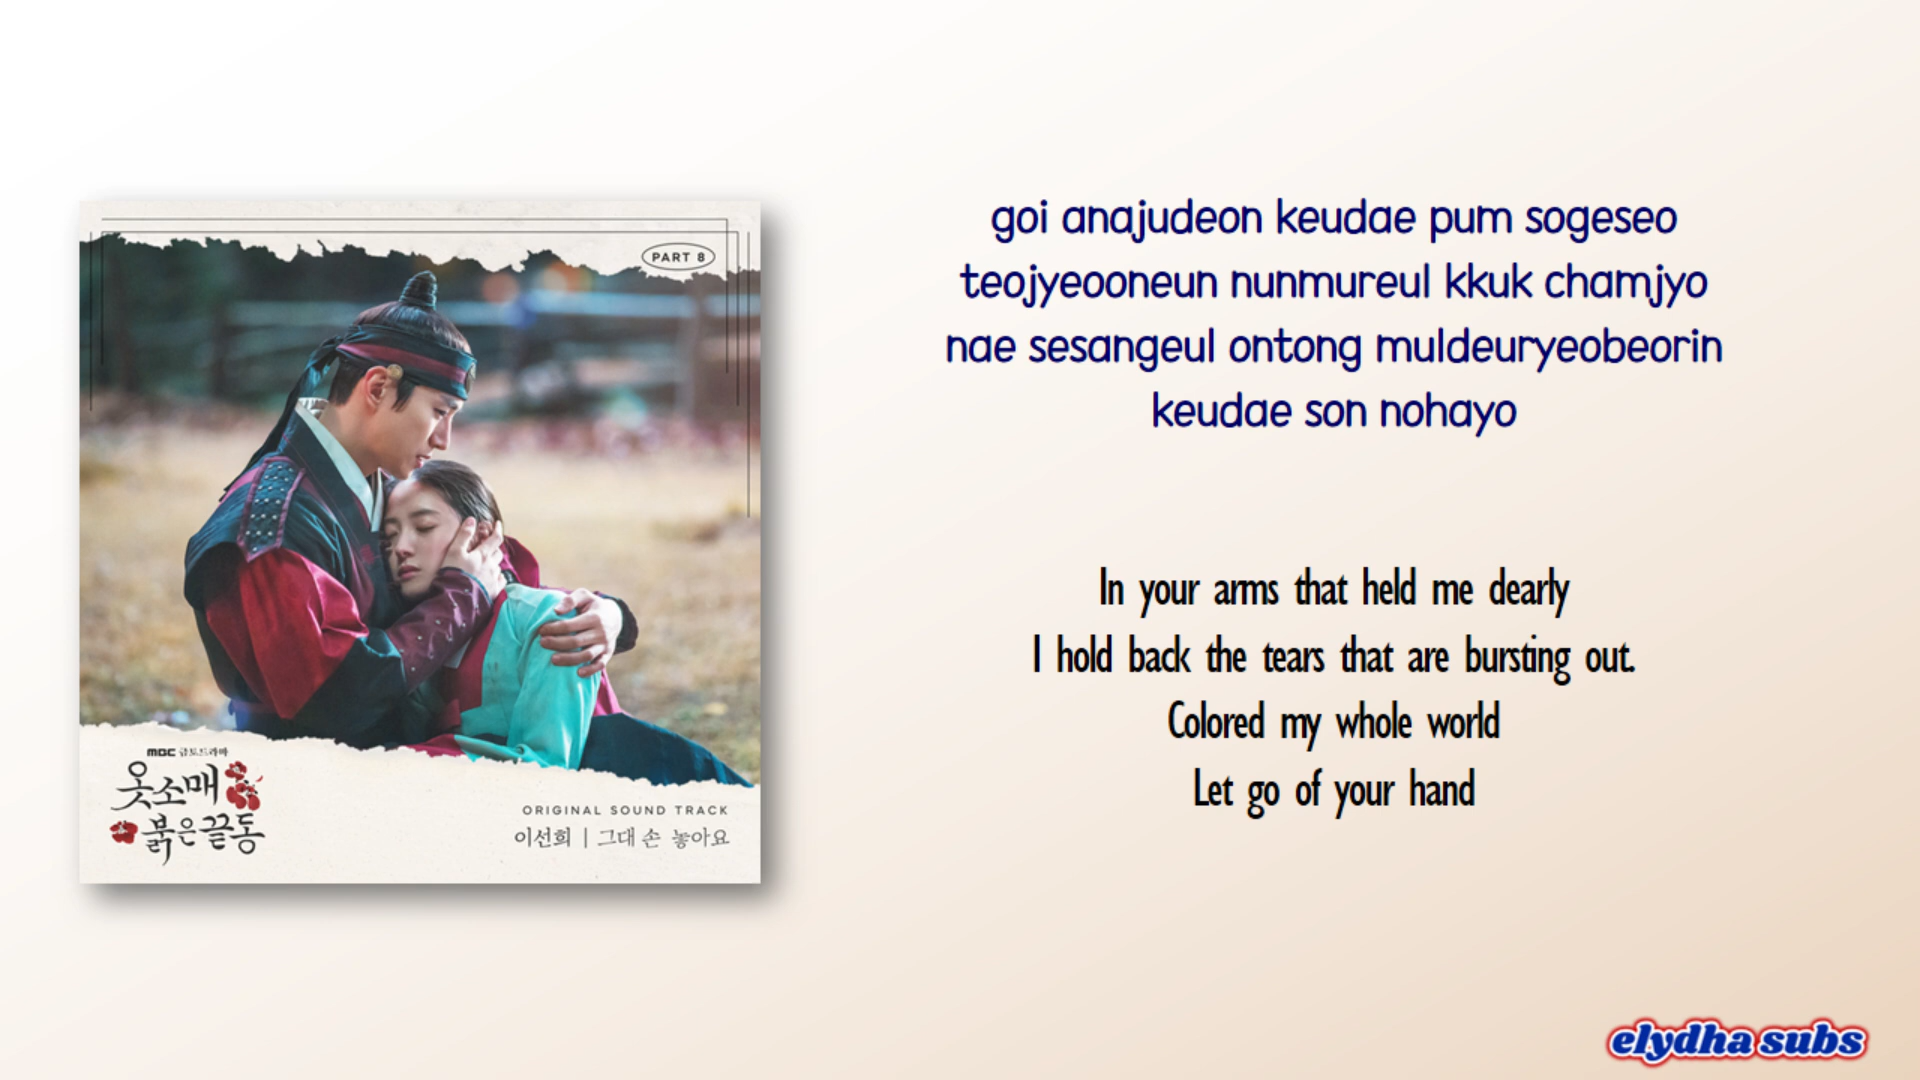 PART 8
MBC 금토드라마
옷소매
붉은 끝동
ORIGINAL SOUND TRACK
이선희 | 그대 손 놓아요
goi anajudeon keudae pum sogeseo
teojyeooneun nunmureul kkuk chamjyo
nae sesangeul ontong muldeuryeobeorin
keudae son nohayo
In your arms that held me dearly
I hold back the tears that are bursting out.
Colored my whole world
Let go of your hand
elydha subs